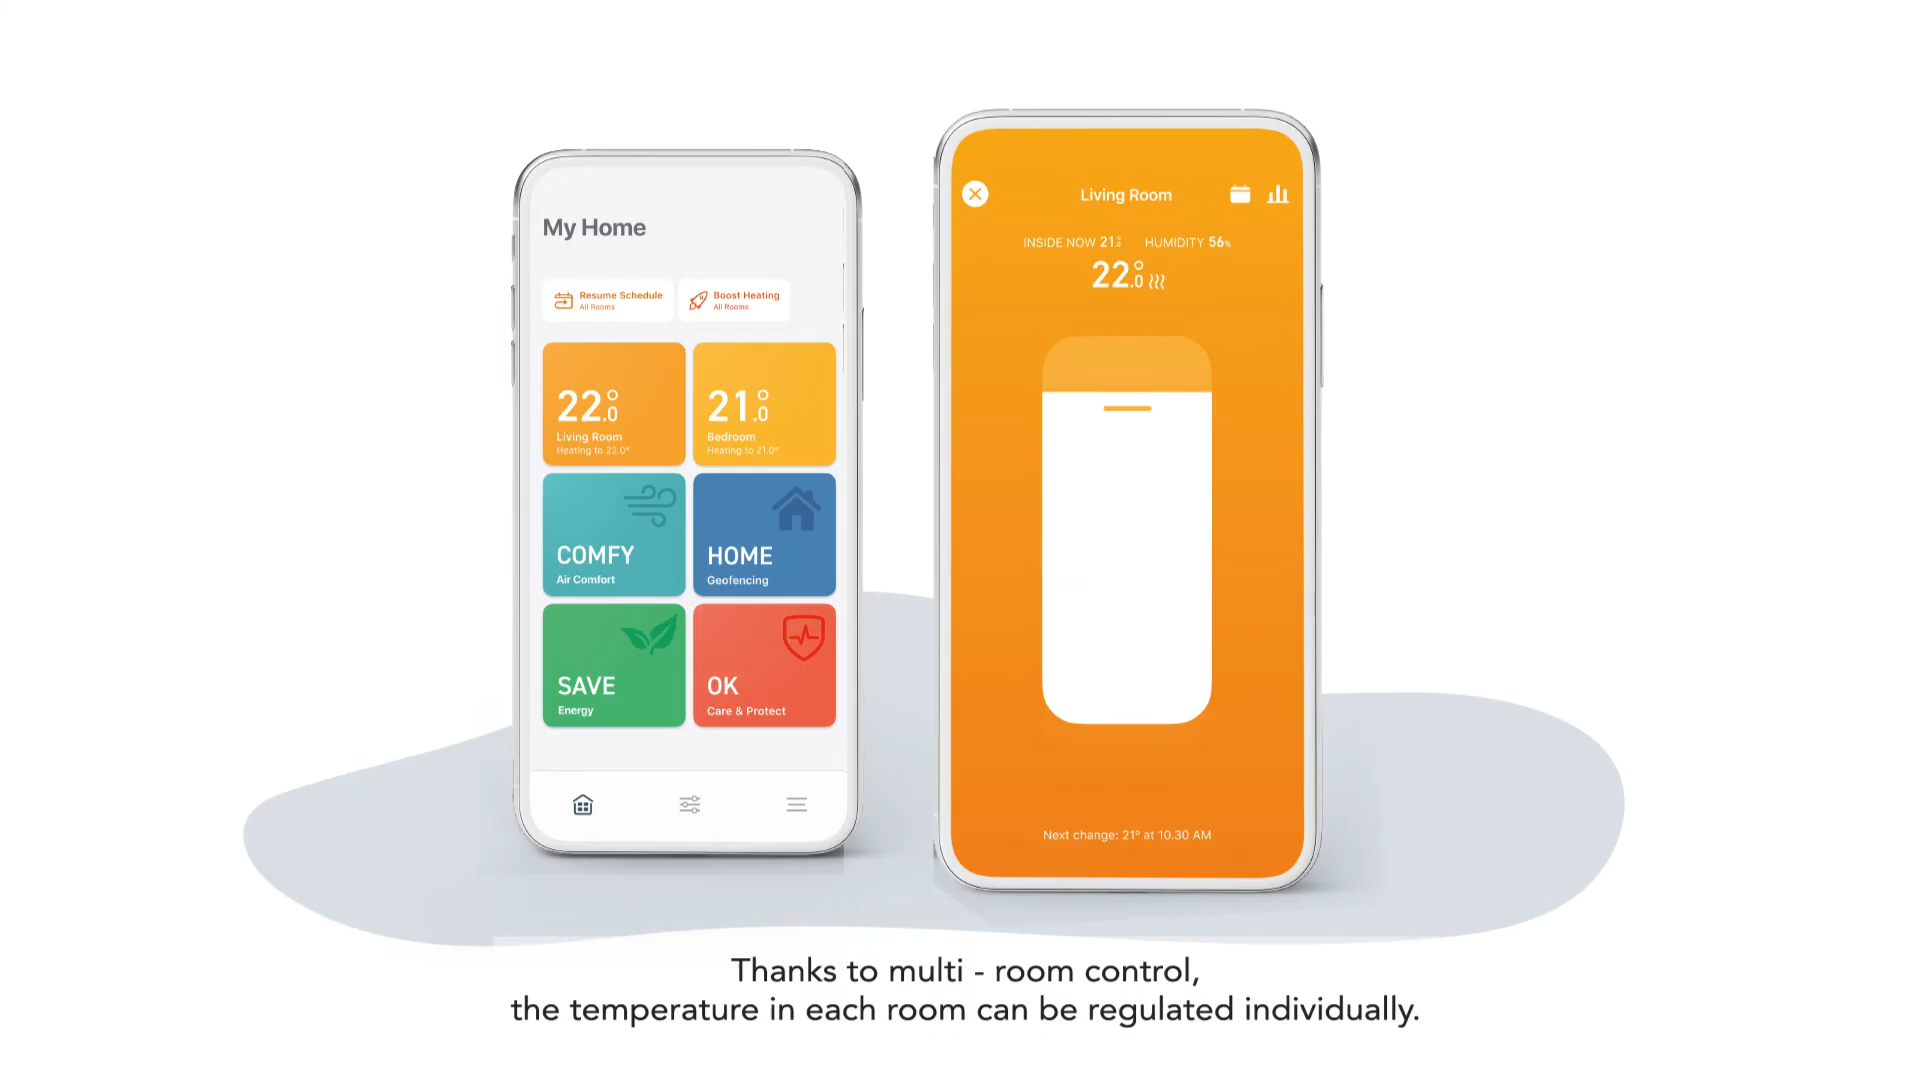 My Home
Resume Schedule
All Rooms
Boost Heating
All Rooms
22.0°
Living Room
Heating to 22.0°
21.0°
Bedroom
Heating to 21.0°
COMFY
Air Comfort
HOME
Geofencing
SAVE
Energy
OK
Care & Protect
Living Room
INSIDE NOW 21.3° HUMIDITY 56%
22.0°
Next change: 21° at 10.30 AM
Thanks to multi - room control,
the temperature in each room can be regulated individually.